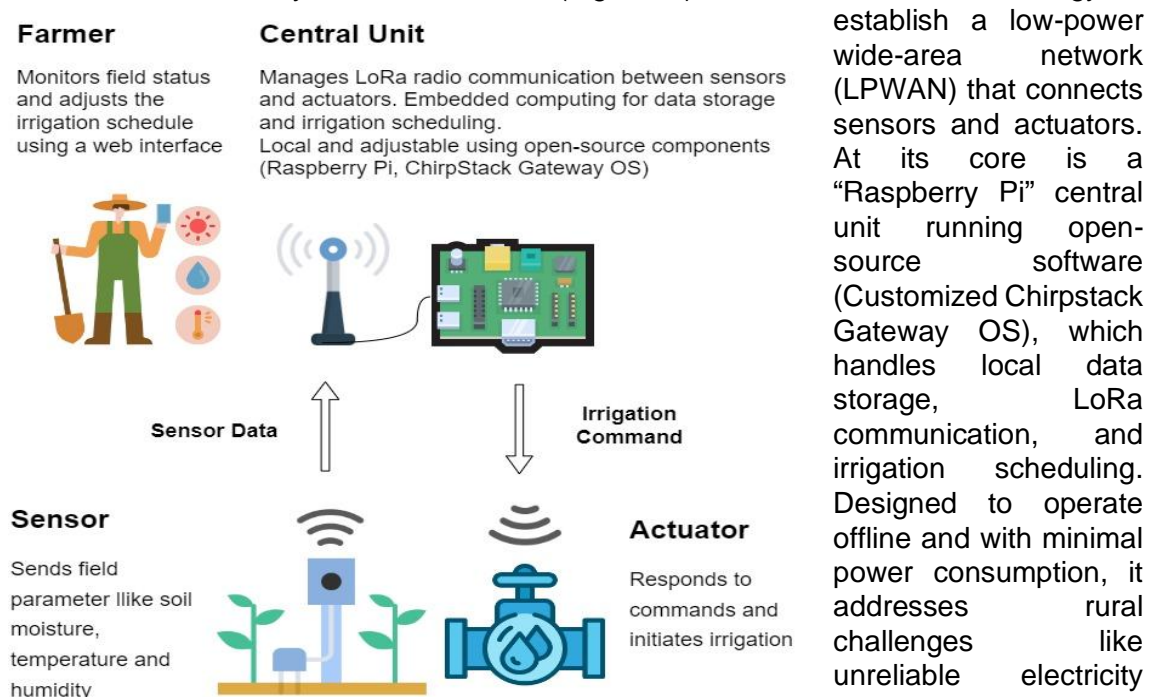 Farmer
Monitors field status
and adjusts the
irrigation schedule
using a web interface
Central Unit
Manages LoRa radio communication between sensors
and actuators. Embedded computing for data storage
and irrigation scheduling.
Local and adjustable using open-source components
(Raspberry Pi, ChirpStack Gateway OS)
Sensor Data
Irrigation
Command
Sensor
Sends field
parameter llike soil
moisture,
temperature and
humidity
Actuator
Responds to
commands and
initiates irrigation
establish a low-power
wide-area network
(LPWAN) that connects
sensors and actuators.
At its core is a
“Raspberry Pi” central
unit running open-
source software
(Customized Chirpstack
Gateway OS), which
handles local data
storage, LoRa
communication, and
irrigation scheduling.
Designed to operate
offline and with minimal
power consumption, it
addresses rural
challenges like
unreliable electricity